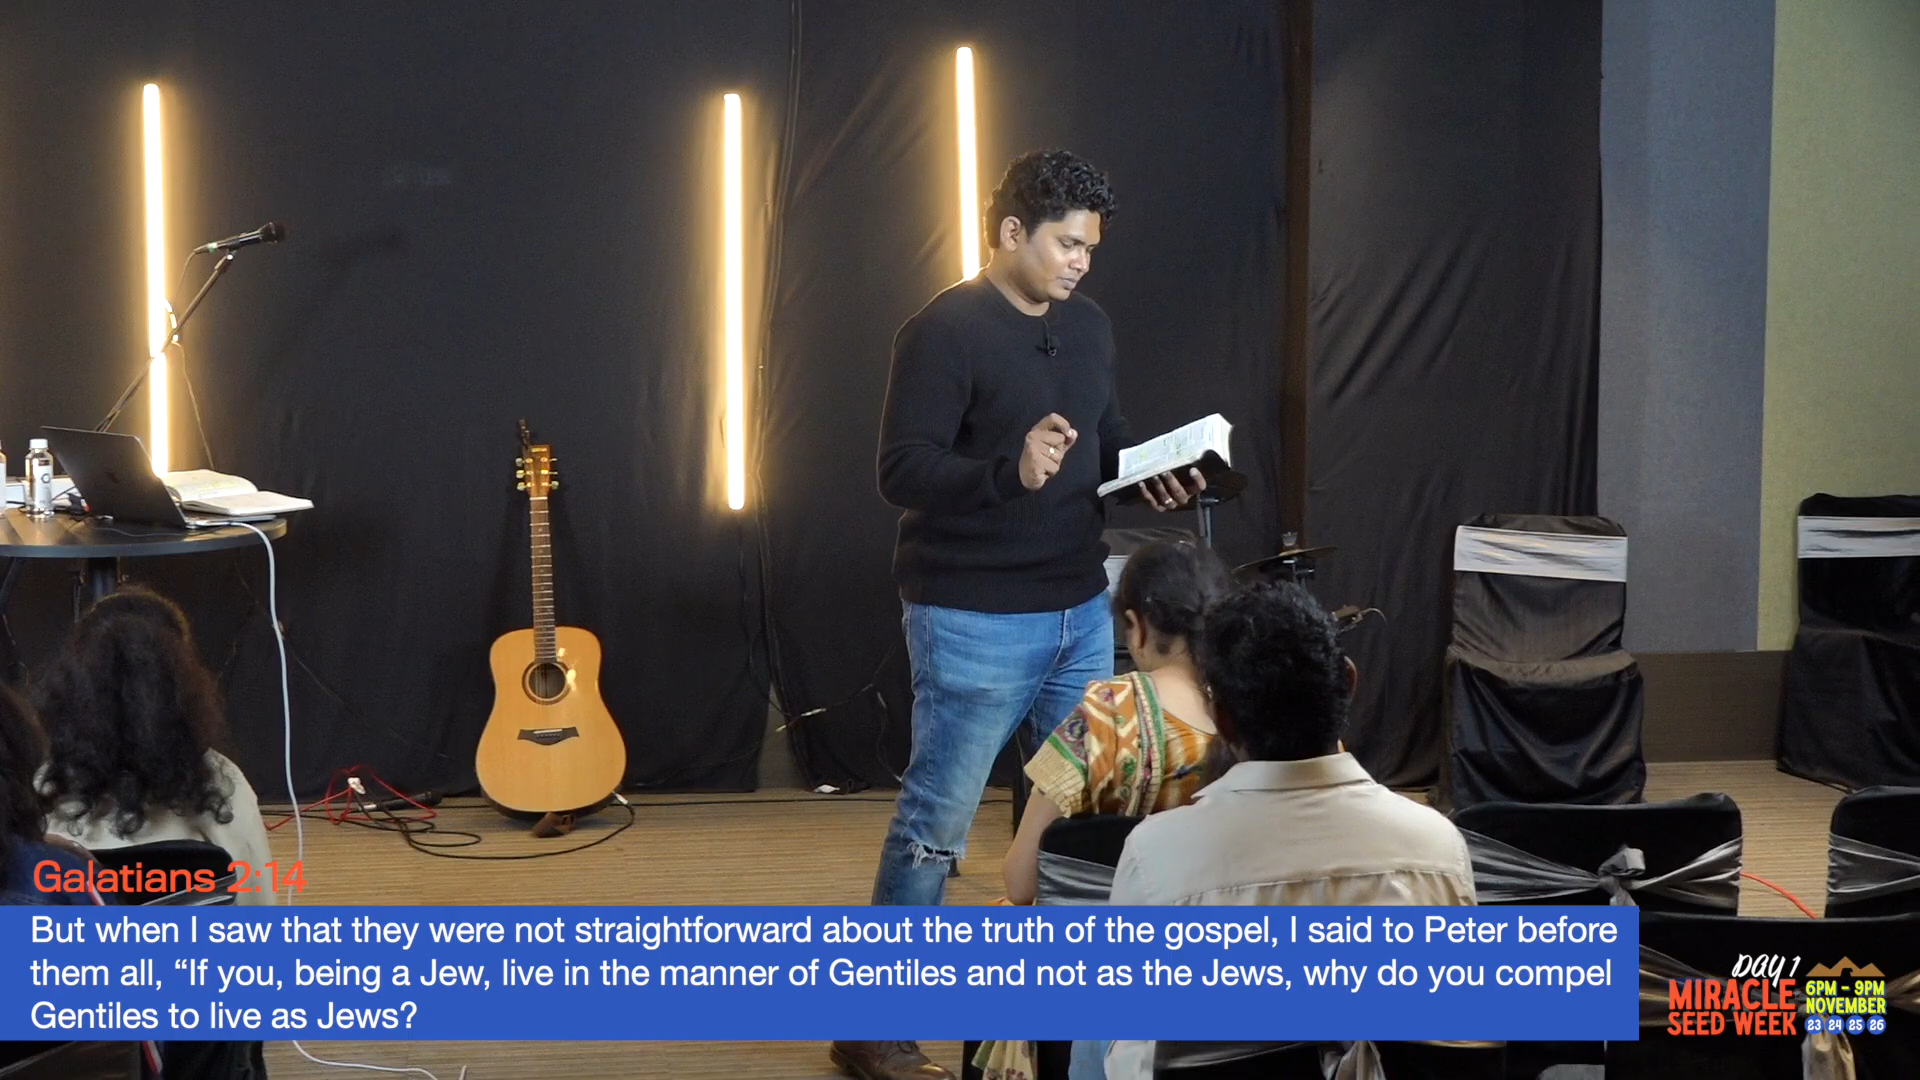 Galatians 2:14
But when I saw that they were not straightforward about the truth of the gospel, I said to Peter before
them all, “If you, being a Jew, live in the manner of Gentiles and not as the Jews, why do you compel
Gentiles to live as Jews?
DAY 1
MIRACLE
SEED WEEK
6PM - 9PM
NOVEMBER
23 24 25 26